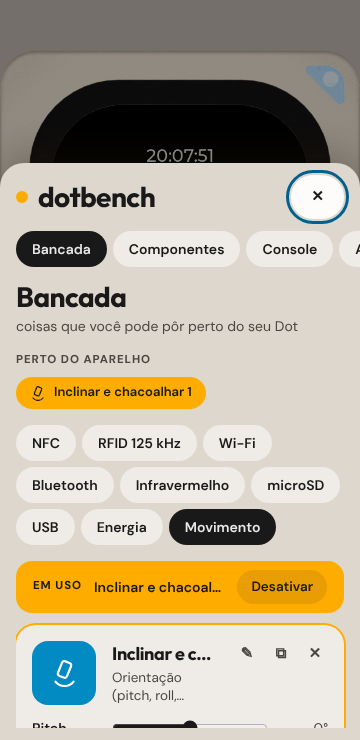 20:07:51
dotbench
Bancada Componentes Console
Bancada
coisas que você pode pôr perto do seu Dot
PERTO DO APARELHO
Inclinar e chacoalhar 1
NFC RFID 125 kHz Wi-Fi
Bluetooth Infravermelho microSD
USB Energia Movimento
EM USO Inclinar e chacoal... Desativar
Inclinar e c...
Orientação
(pitch, roll,...
Pitch 0°